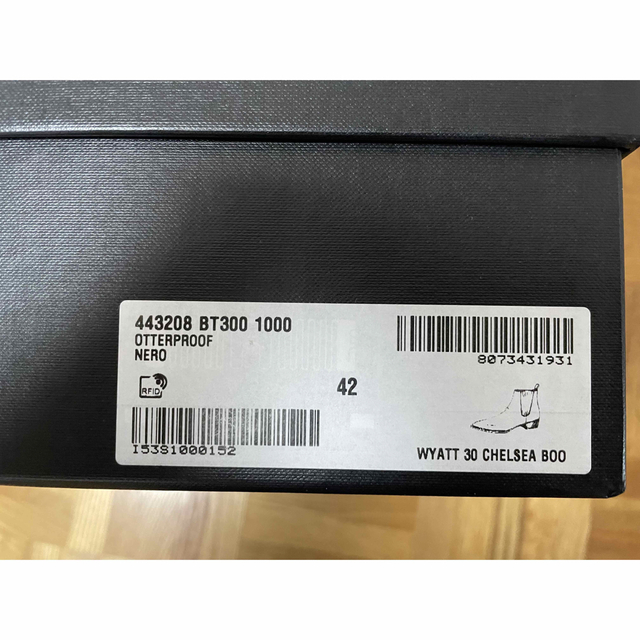 443208 BT300 1000
OTTERPROOF
NERO
8073431931
RFID
42
I53S1000152
WYATT 30 CHELSEA BOO